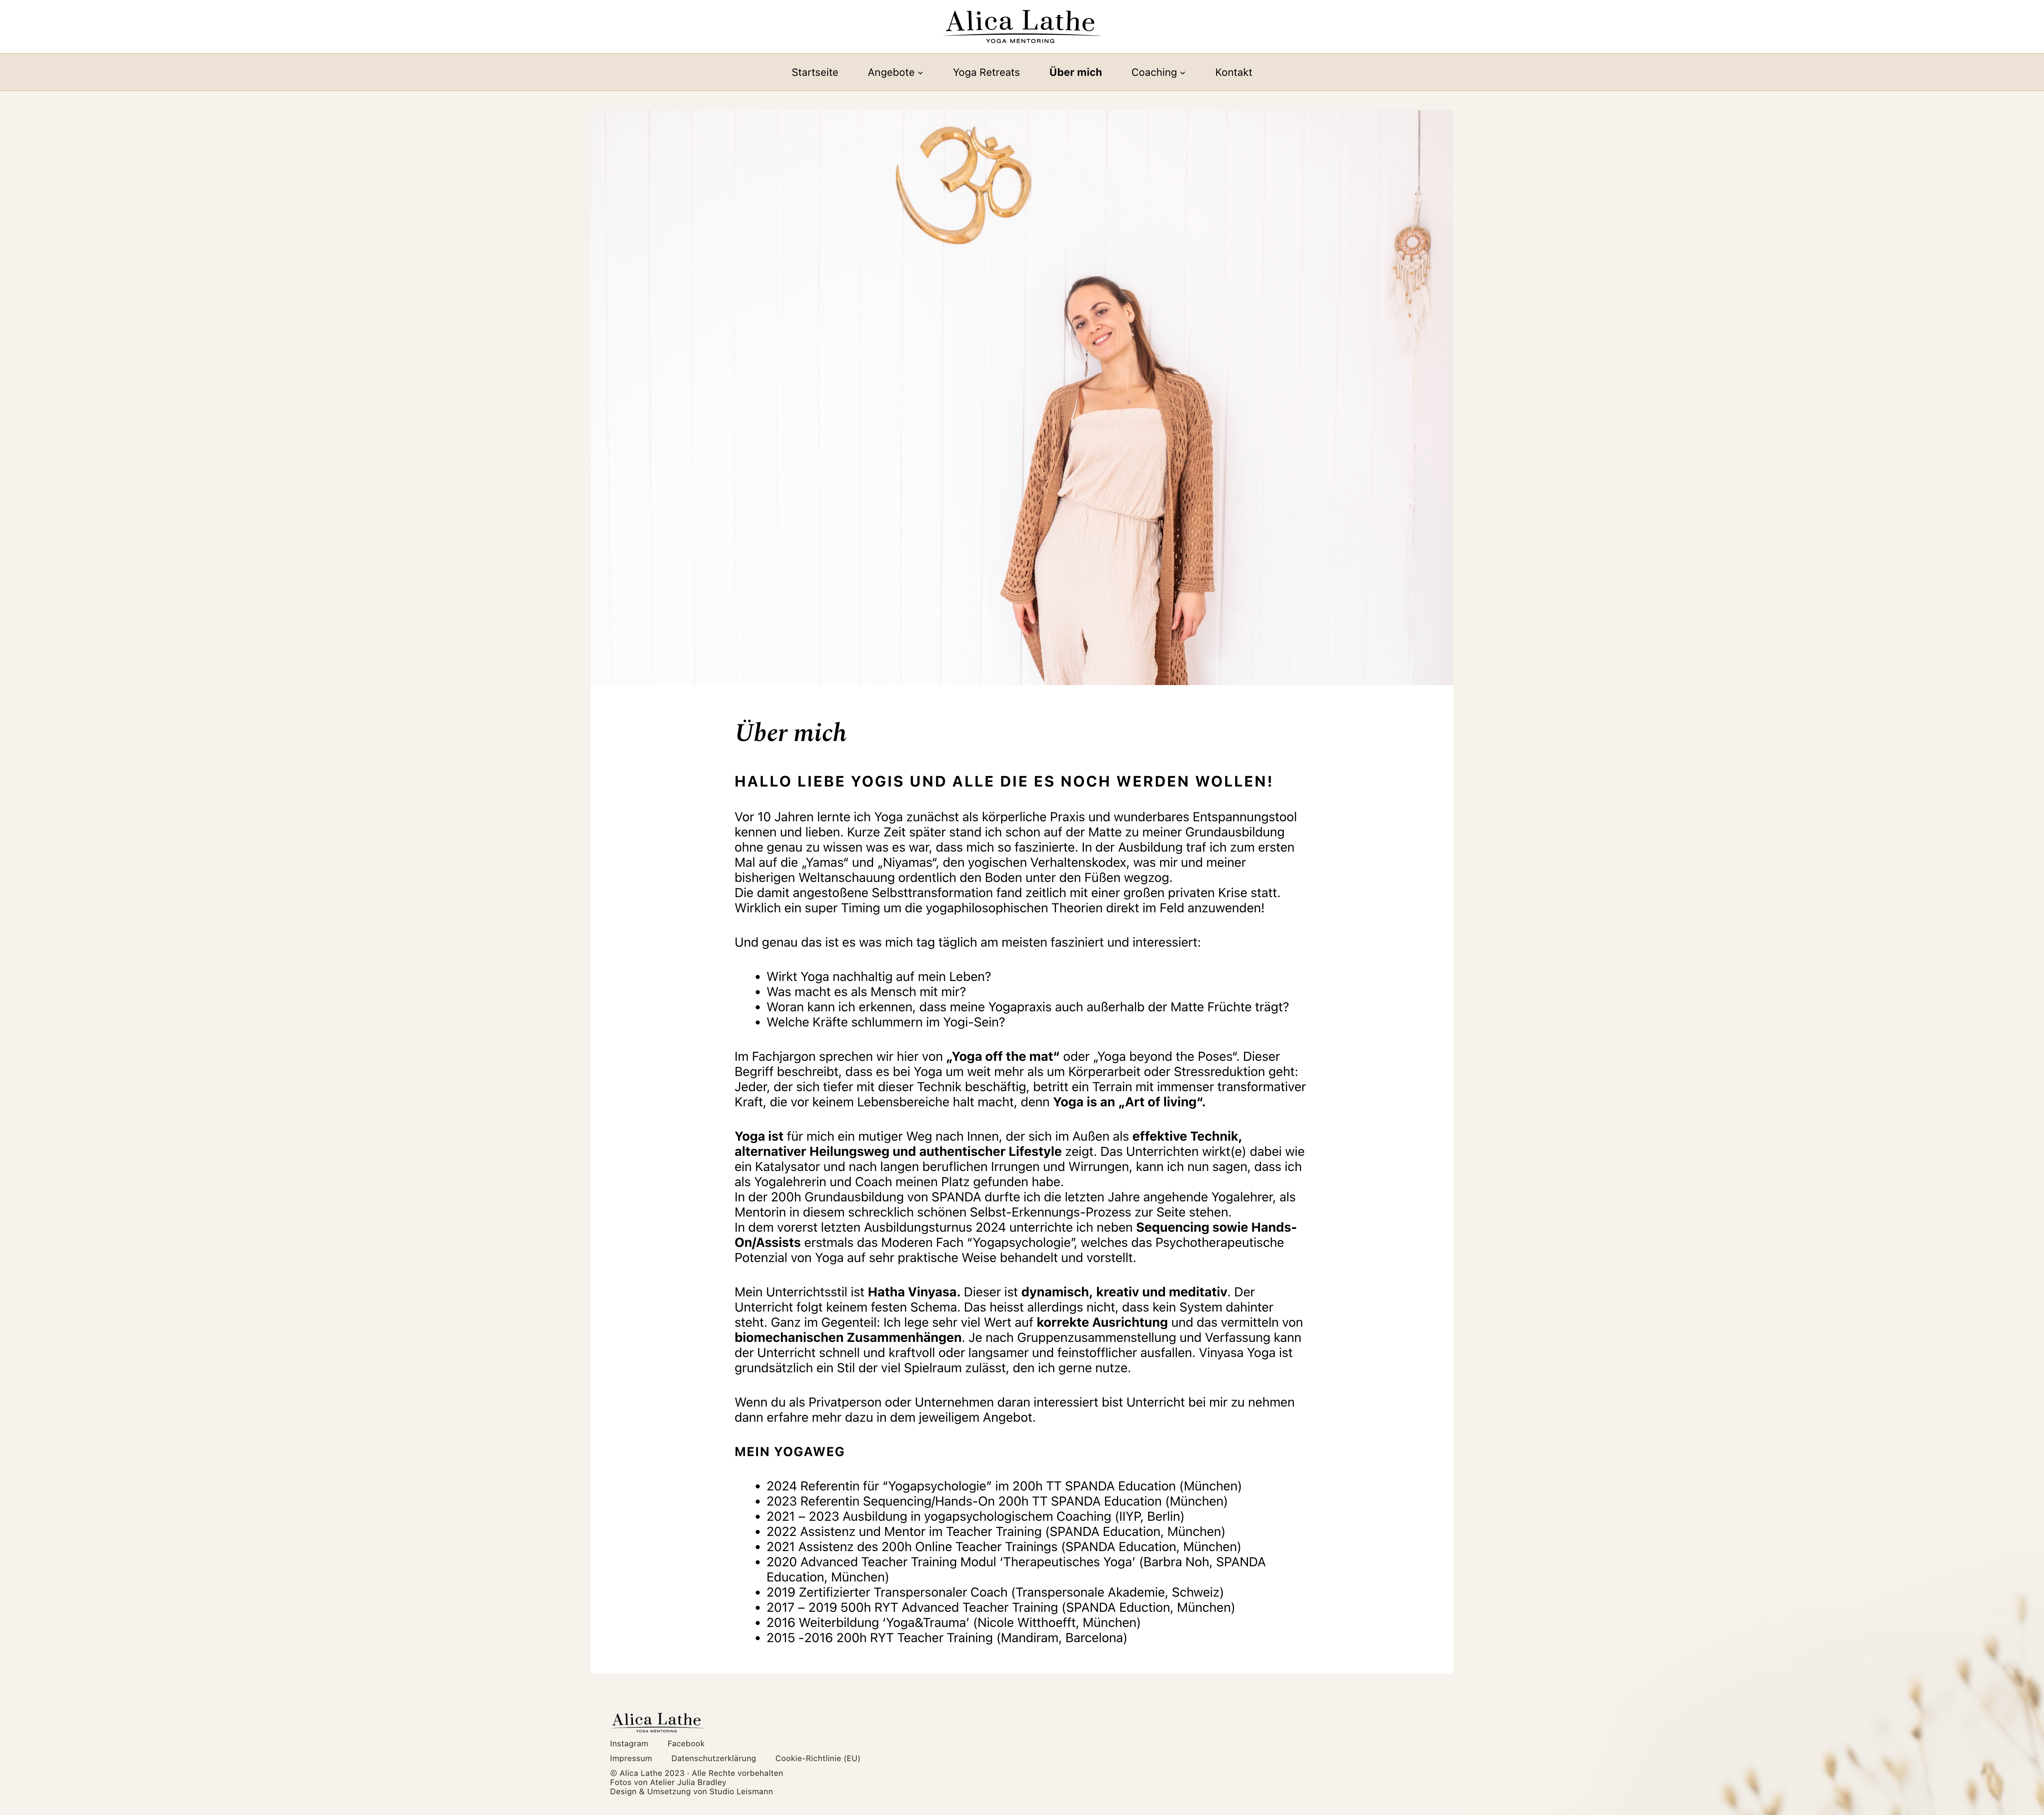 Alica Lathe
YOGA MENTORING
Startseite
Angebote
Yoga Retreats
Über mich
Coaching
Kontakt
Über mich
HALLO LIEBE YOGIS UND ALLE DIE ES NOCH WERDEN WOLLEN!
Vor 10 Jahren lernte ich Yoga zunächst als körperliche Praxis und wunderbares Entspannungstool
kennen und lieben. Kurze Zeit später stand ich schon auf der Matte zu meiner Grundausbildung
ohne genau zu wissen was es war, dass mich so faszinierte. In der Ausbildung traf ich zum ersten
Mal auf die „Yamas“ und „Niyamas“, den yogischen Verhaltenskodex, was mir und meiner
bisherigen Weltanschauung ordentlich den Boden unter den Füßen wegzog.
Die damit angestoßene Selbsttransformation fand zeitlich mit einer großen privaten Krise statt.
Wirklich ein super Timing um die yogaphilosophischen Theorien direkt im Feld anzuwenden!
Und genau das ist es was mich tag täglich am meisten fasziniert und interessiert:
• Wirkt Yoga nachhaltig auf mein Leben?
• Was macht es als Mensch mit mir?
• Woran kann ich erkennen, dass meine Yogapraxis auch außerhalb der Matte Früchte trägt?
• Welche Kräfte schlummern im Yogi-Sein?
Im Fachjargon sprechen wir hier von „Yoga off the mat“ oder „Yoga beyond the Poses“. Dieser
Begriff beschreibt, dass es bei Yoga um weit mehr als um Körperarbeit oder Stressreduktion geht:
Jeder, der sich tiefer mit dieser Technik beschäftig, betritt ein Terrain mit immenser transformativer
Kraft, die vor keinem Lebensbereiche halt macht, denn Yoga is an „Art of living“.
Yoga ist für mich ein mutiger Weg nach Innen, der sich im Außen als effektive Technik,
alternativer Heilungsweg und authentischer Lifestyle zeigt. Das Unterrichten wirkt(e) dabei wie
ein Katalysator und nach langen beruflichen Irrungen und Wirrungen, kann ich nun sagen, dass ich
als Yogalehrerin und Coach meinen Platz gefunden habe.
In der 200h Grundausbildung von SPANDA durfte ich die letzten Jahre angehende Yogalehrer, als
Mentorin in diesem schrecklich schönen Selbst-Erkennungs-Prozess zur Seite stehen.
In dem vorerst letzten Ausbildungsturnus 2024 unterrichte ich neben Sequencing sowie Hands-
On/Assists erstmals das Moderen Fach “Yogapsychologie”, welches das Psychotherapeutische
Potenzial von Yoga auf sehr praktische Weise behandelt und vorstellt.
Mein Unterrichtsstil ist Hatha Vinyasa. Dieser ist dynamisch, kreativ und meditativ. Der
Unterricht folgt keinem festen Schema. Das heisst allerdings nicht, dass kein System dahinter
steht. Ganz im Gegenteil: Ich lege sehr viel Wert auf korrekte Ausrichtung und das vermitteln von
biomechanischen Zusammenhängen. Je nach Gruppenzusammenstellung und Verfassung kann
der Unterricht schnell und kraftvoll oder langsamer und feinstofflicher ausfallen. Vinyasa Yoga ist
grundsätzlich ein Stil der viel Spielraum zulässt, den ich gerne nutze.
Wenn du als Privatperson oder Unternehmen daran interessiert bist Unterricht bei mir zu nehmen
dann erfahre mehr dazu in dem jeweiligem Angebot.
MEIN YOGAWEG
• 2024 Referentin für “Yogapsychologie” im 200h TT SPANDA Education (München)
• 2023 Referentin Sequencing/Hands-On 200h TT SPANDA Education (München)
• 2021 – 2023 Ausbildung in yogapsychologischem Coaching (IIYP, Berlin)
• 2022 Assistenz und Mentor im Teacher Training (SPANDA Education, München)
• 2021 Assistenz des 200h Online Teacher Trainings (SPANDA Education, München)
• 2020 Advanced Teacher Training Modul ‘Therapeutisches Yoga’ (Barbra Noh, SPANDA
Education, München)
• 2019 Zertifizierter Transpersonaler Coach (Transpersonale Akademie, Schweiz)
• 2017 – 2019 500h RYT Advanced Teacher Training (SPANDA Eduction, München)
• 2016 Weiterbildung ‘Yoga&Trauma’ (Nicole Witthoefft, München)
• 2015 -2016 200h RYT Teacher Training (Mandiram, Barcelona)
Alica Lathe
YOGA MENTORING
Instagram
Facebook
Impressum
Datenschutzerklärung
Cookie-Richtlinie (EU)
© Alica Lathe 2023 · Alle Rechte vorbehalten
Fotos von Atelier Julia Bradley
Design & Umsetzung von Studio Leismann